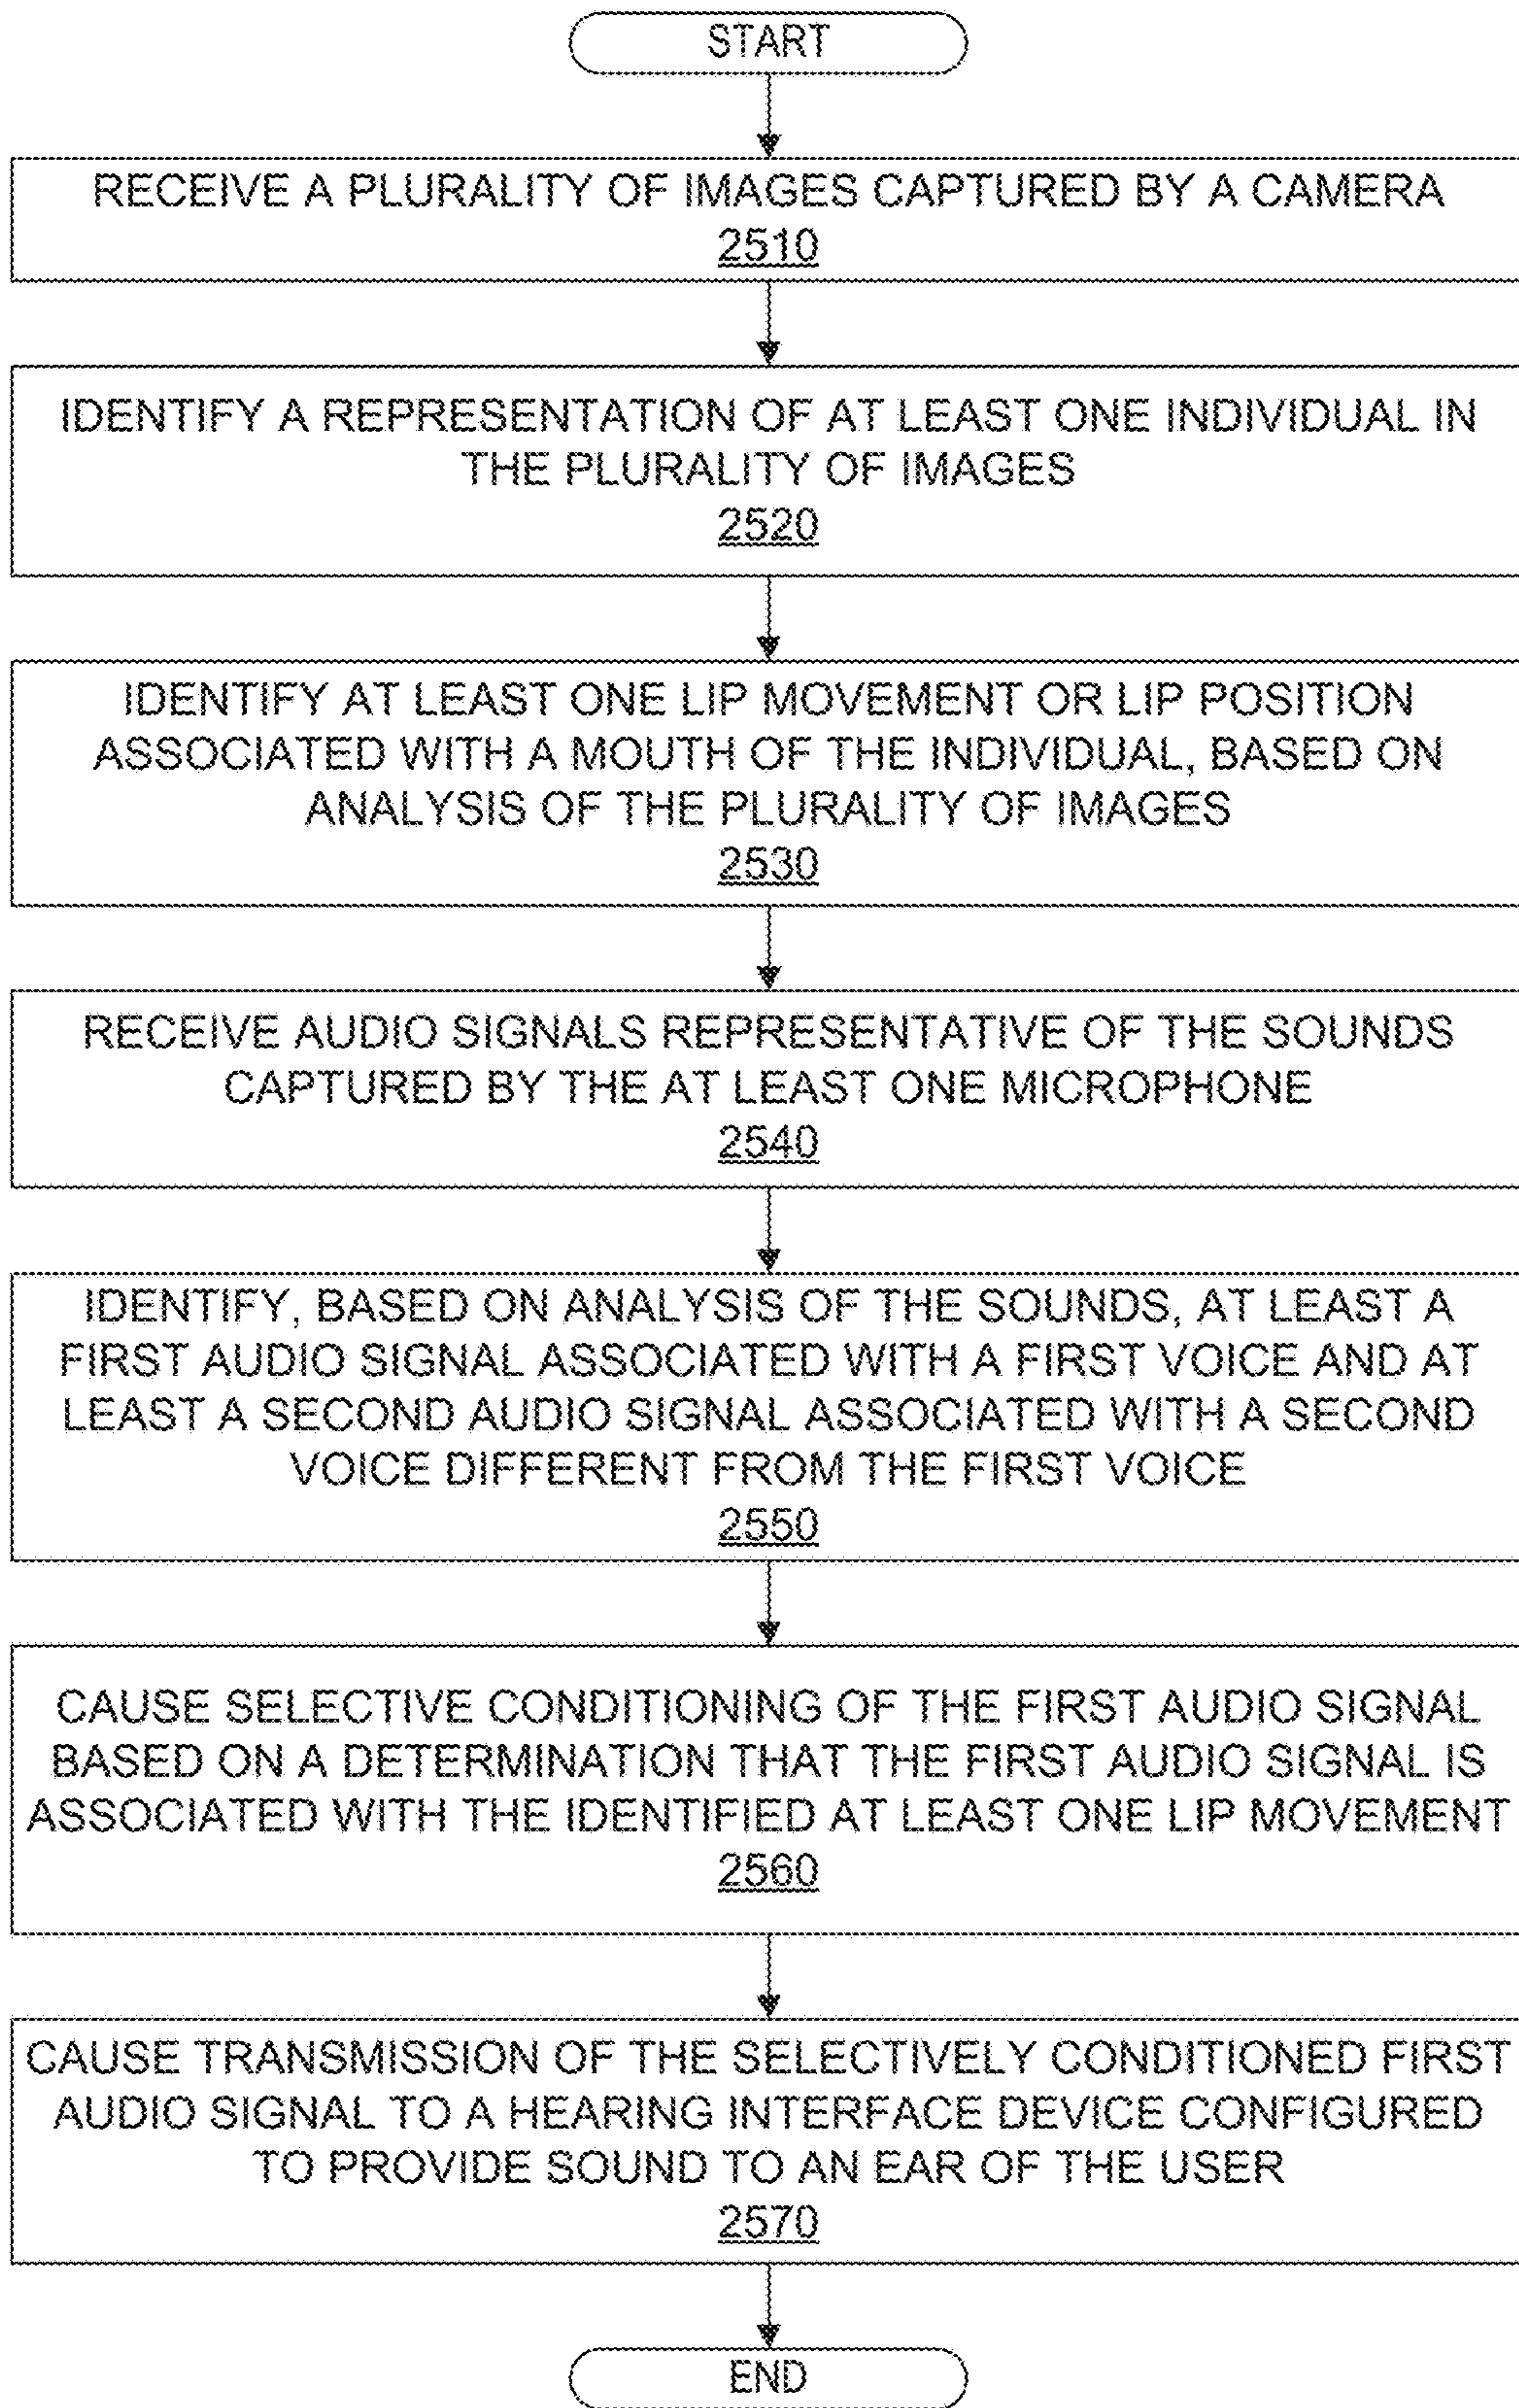 START
RECEIVE A PLURALITY OF IMAGES CAPTURED BY A CAMERA
2510
IDENTIFY A REPRESENTATION OF AT LEAST ONE INDIVIDUAL IN
THE PLURALITY OF IMAGES
2520
IDENTIFY AT LEAST ONE LIP MOVEMENT OR LIP POSITION
ASSOCIATED WITH A MOUTH OF THE INDIVIDUAL, BASED ON
ANALYSIS OF THE PLURALITY OF IMAGES
2530
RECEIVE AUDIO SIGNALS REPRESENTATIVE OF THE SOUNDS
CAPTURED BY THE AT LEAST ONE MICROPHONE
2540
IDENTIFY, BASED ON ANALYSIS OF THE SOUNDS, AT LEAST A
FIRST AUDIO SIGNAL ASSOCIATED WITH A FIRST VOICE AND AT
LEAST A SECOND AUDIO SIGNAL ASSOCIATED WITH A SECOND
VOICE DIFFERENT FROM THE FIRST VOICE
2550
CAUSE SELECTIVE CONDITIONING OF THE FIRST AUDIO SIGNAL
BASED ON A DETERMINATION THAT THE FIRST AUDIO SIGNAL IS
ASSOCIATED WITH THE IDENTIFIED AT LEAST ONE LIP MOVEMENT
2560
CAUSE TRANSMISSION OF THE SELECTIVELY CONDITIONED FIRST
AUDIO SIGNAL TO A HEARING INTERFACE DEVICE CONFIGURED
TO PROVIDE SOUND TO AN EAR OF THE USER
2570
END